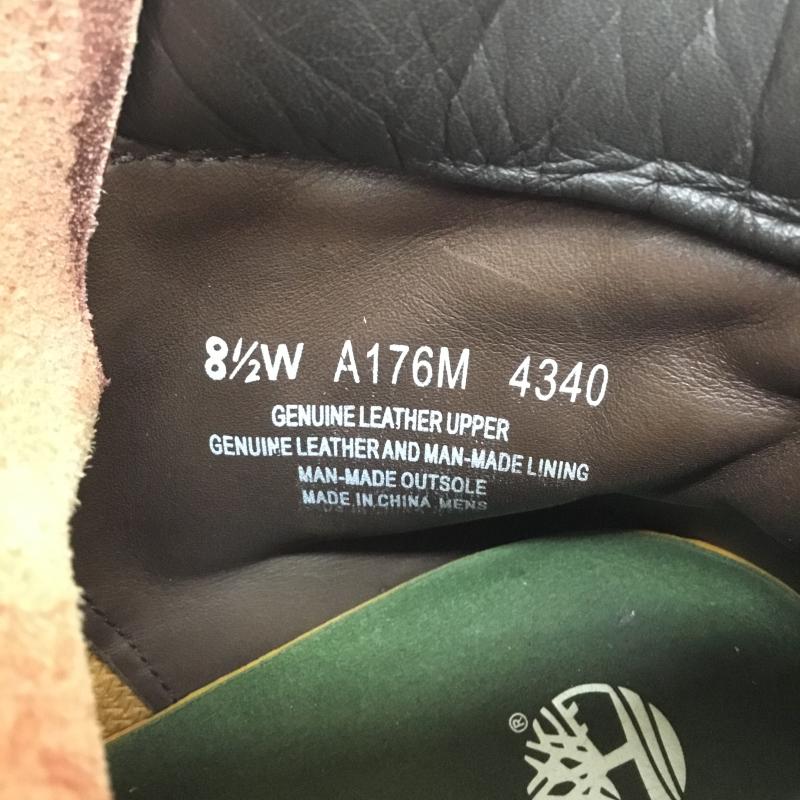 8½W A176M 4340
GENUINE LEATHER UPPER
GENUINE LEATHER AND MAN-MADE LINING
MAN-MADE OUTSOLE
MADE IN CHINA MENS
®